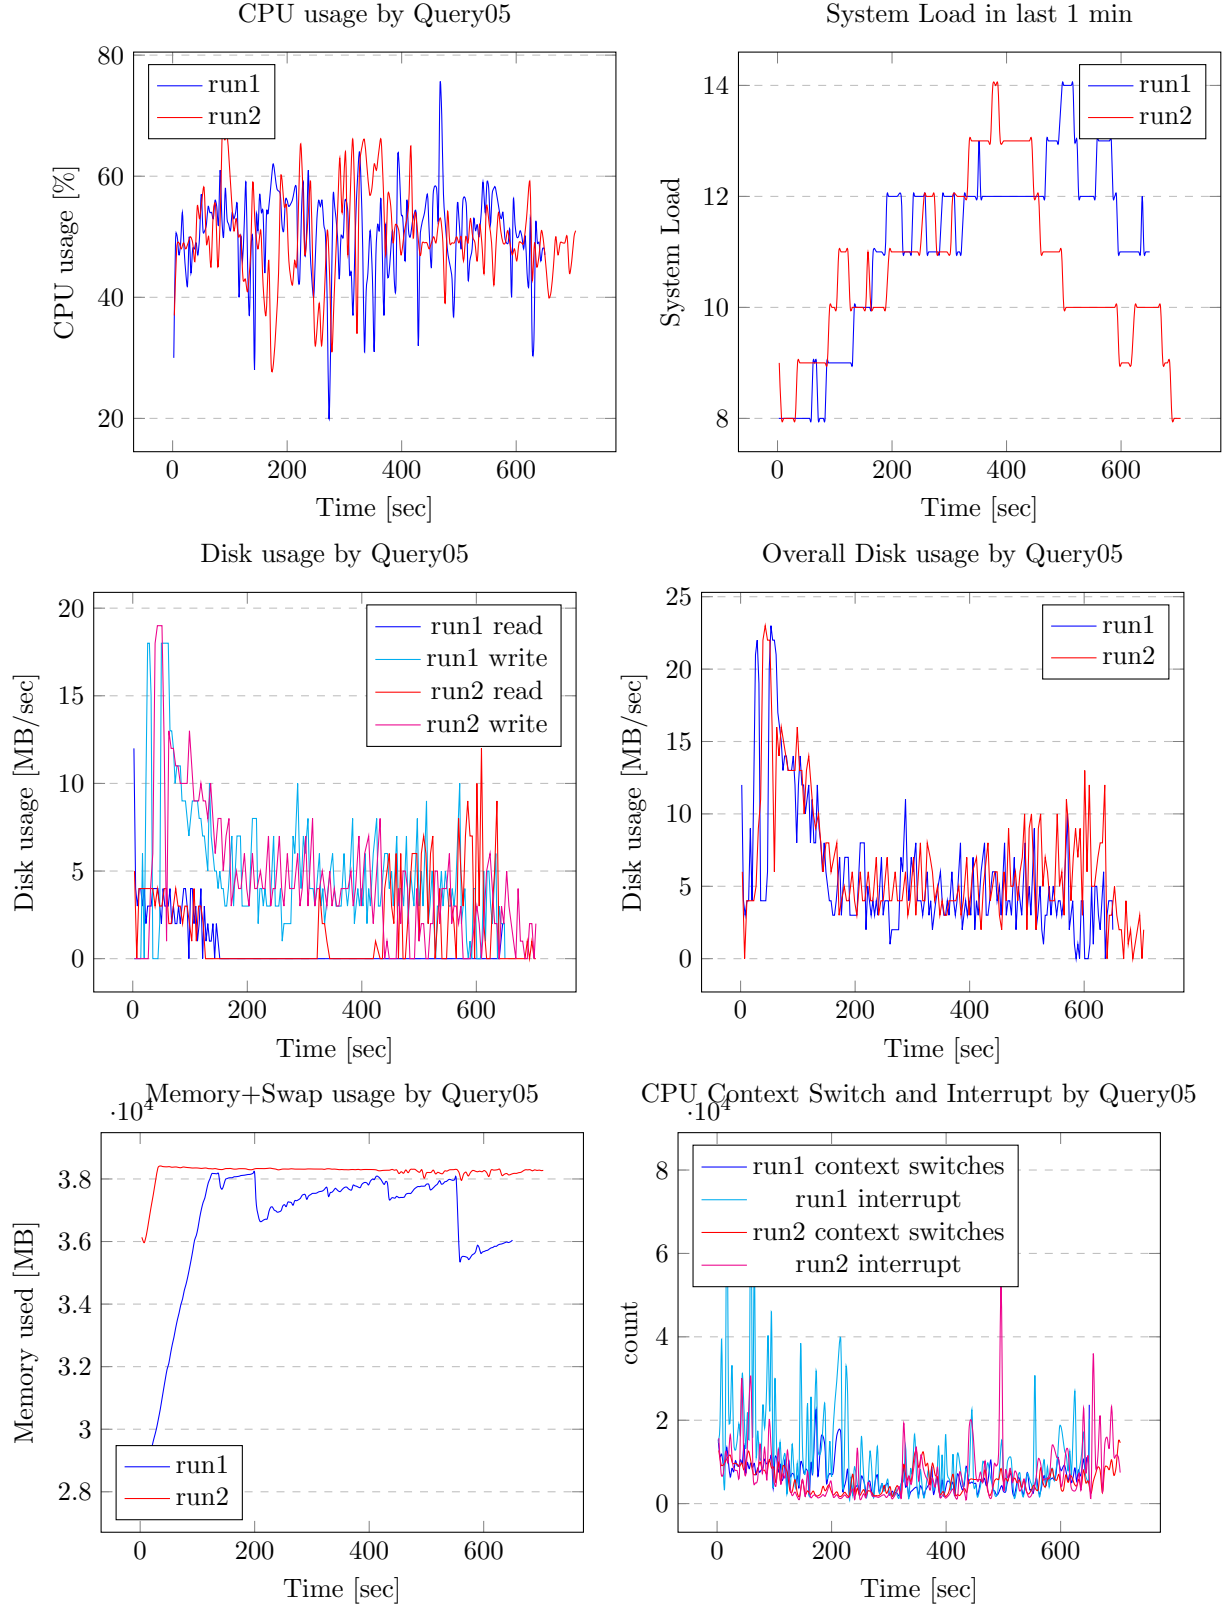 CPU usage by Query05
80
60
40
20
0
200
400
600
CPU usage [%]
Time [sec]
run1
run2
System Load in last 1 min
14
12
10
8
0
200
400
600
System Load
Time [sec]
run1
run2
Disk usage by Query05
20
15
10
5
0
0
200
400
600
Disk usage [MB/sec]
Time [sec]
run1 read
run1 write
run2 read
run2 write
Overall Disk usage by Query05
25
20
15
10
5
0
0
200
400
600
Disk usage [MB/sec]
Time [sec]
run1
run2
Memory+Swap usage by Query05
·10⁴
3.8
3.6
3.4
3.2
3
2.8
0
200
400
600
Memory used [MB]
Time [sec]
run1
run2
CPU Context Switch and Interrupt by Query05
·10⁴
8
6
4
2
0
0
200
400
600
count
Time [sec]
run1 context switches
run1 interrupt
run2 context switches
run2 interrupt